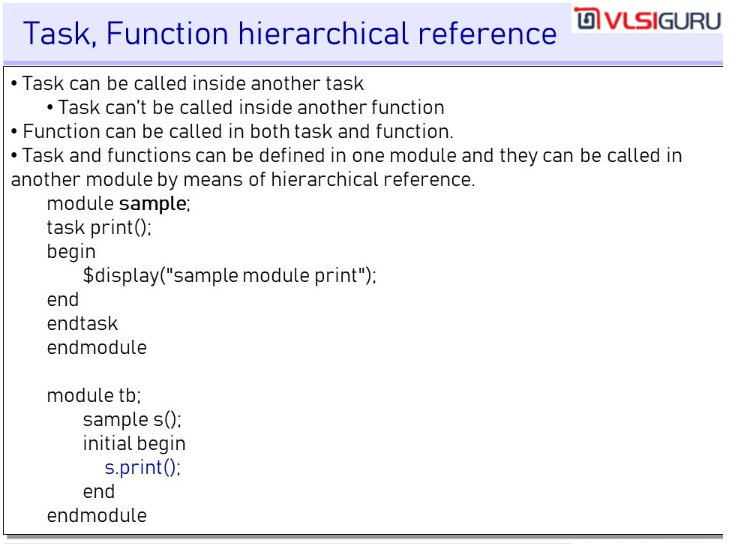 Task, Function hierarchical reference
VLSIGURU
• Task can be called inside another task
• Task can't be called inside another function
• Function can be called in both task and function.
• Task and functions can be defined in one module and they can be called in
another module by means of hierarchical reference.
module sample;
task print();
begin
$display("sample module print");
end
endtask
endmodule
module tb;
sample s();
initial begin
s.print();
end
endmodule